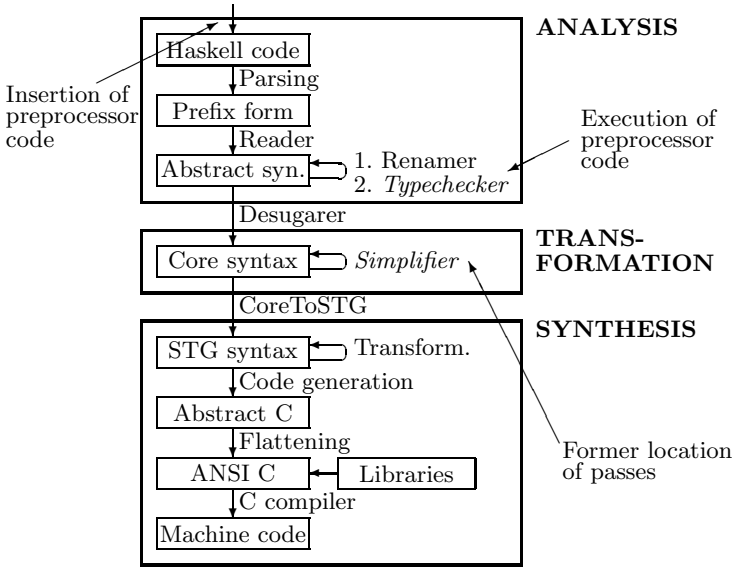 ANALYSIS
Haskell code
Parsing
Insertion of
preprocessor
code
Prefix form
Reader
Execution of
preprocessor
code
Abstract syn.
1. Renamer
2. Typechecker
Desugarer
TRANS-
FORMATION
Core syntax
Simplifier
CoreToSTG
SYNTHESIS
STG syntax
Transform.
Code generation
Abstract C
Flattening
Former location
of passes
ANSI C
Libraries
C compiler
Machine code